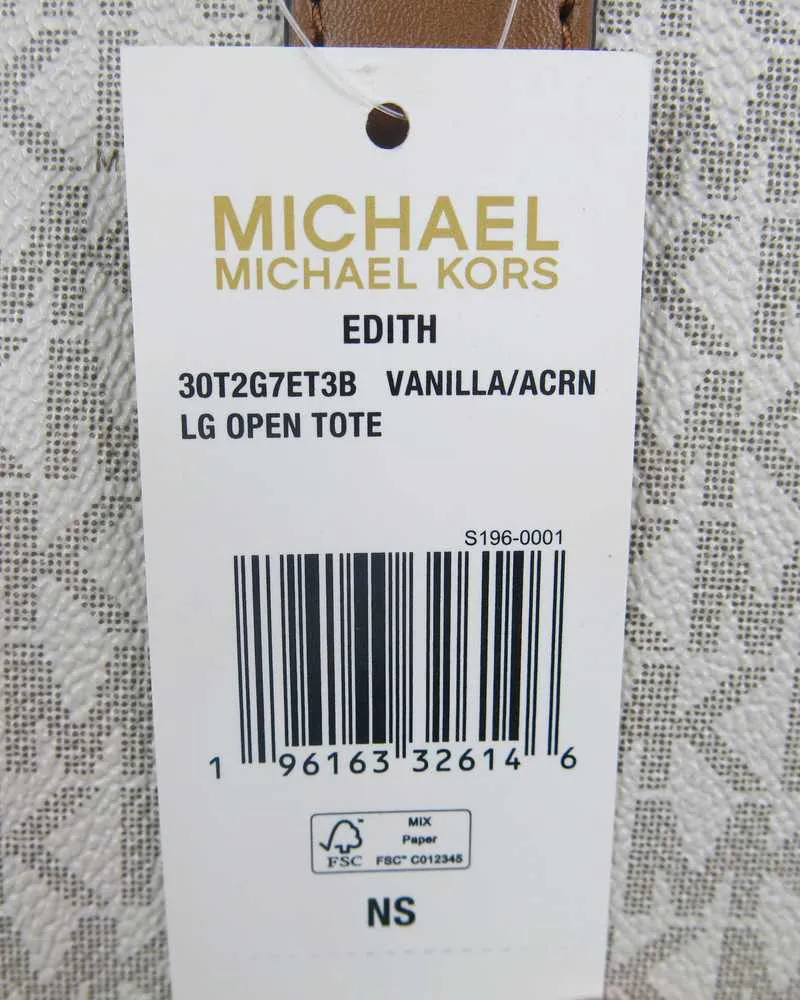 MICHAEL
MICHAEL KORS
EDITH
30T2G7ET3B VANILLA/ACRN
LG OPEN TOTE
S196-0001
1 96163 32614 6
MIX
Paper
FSC FSC™ C012345
NS